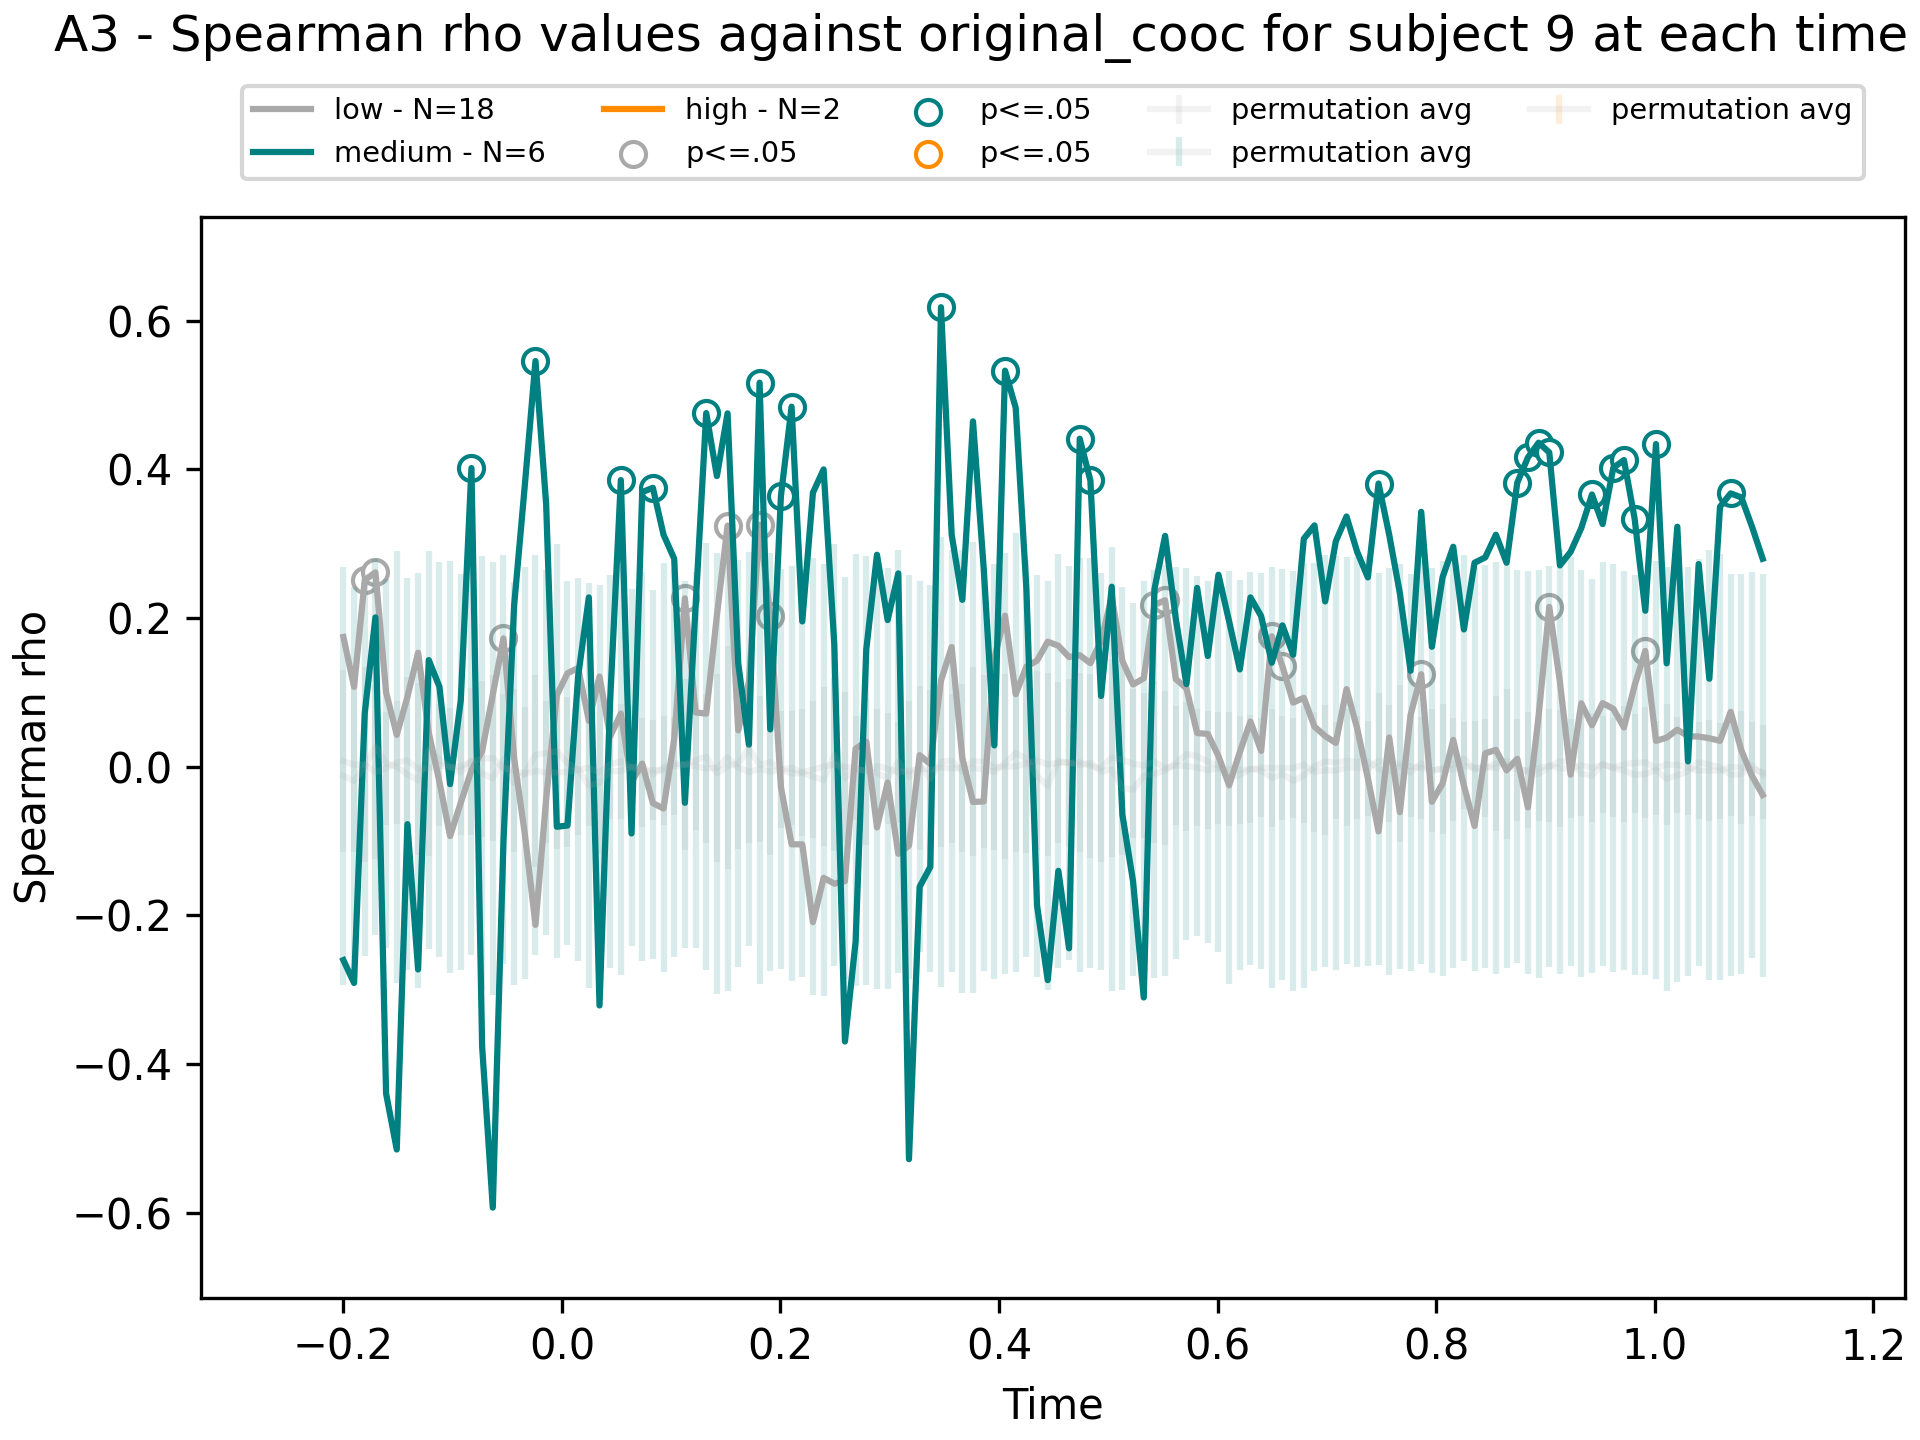 A3 - Spearman rho values against original_cooc for subject 9 at each time
low - N=18 high - N=2 p<=.05 permutation avg permutation avg
medium - N=6 p<=.05 p<=.05 permutation avg
0.6
0.4
0.2
0.0
−0.2
−0.4
−0.6
Spearman rho
−0.2 0.0 0.2 0.4 0.6 0.8 1.0 1.2
Time